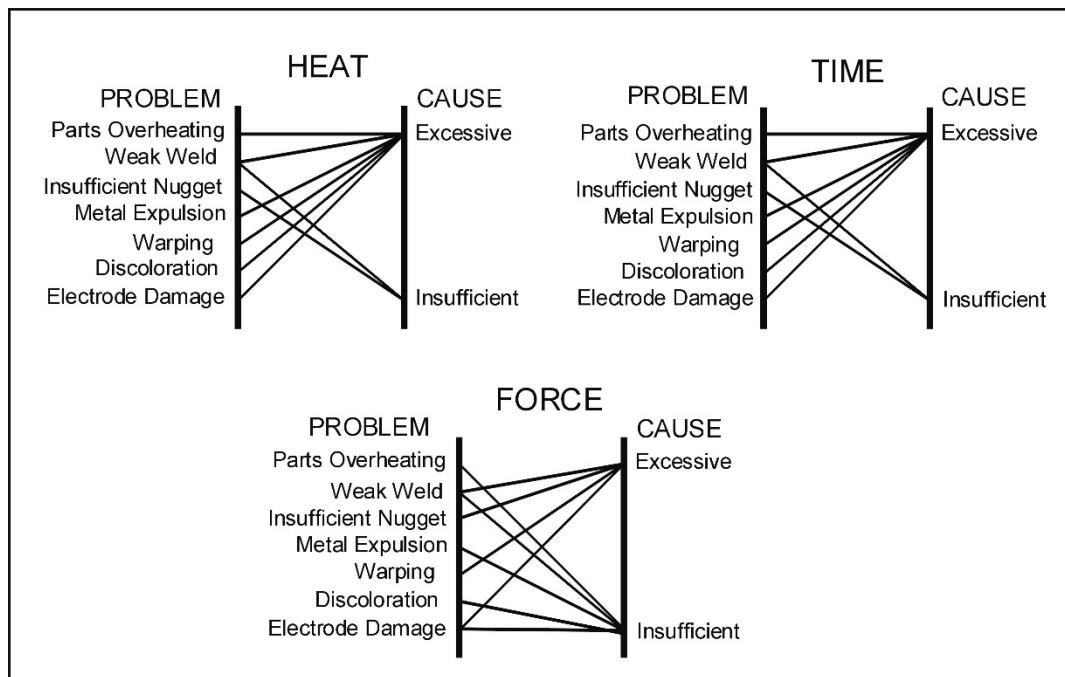 HEAT
PROBLEM
CAUSE
Parts Overheating
Excessive
Weak Weld
Insufficient Nugget
Metal Expulsion
Warping
Discoloration
Electrode Damage
Insufficient
TIME
PROBLEM
CAUSE
Parts Overheating
Excessive
Weak Weld
Insufficient Nugget
Metal Expulsion
Warping
Discoloration
Electrode Damage
Insufficient
FORCE
PROBLEM
CAUSE
Parts Overheating
Excessive
Weak Weld
Insufficient Nugget
Metal Expulsion
Warping
Discoloration
Electrode Damage
Insufficient